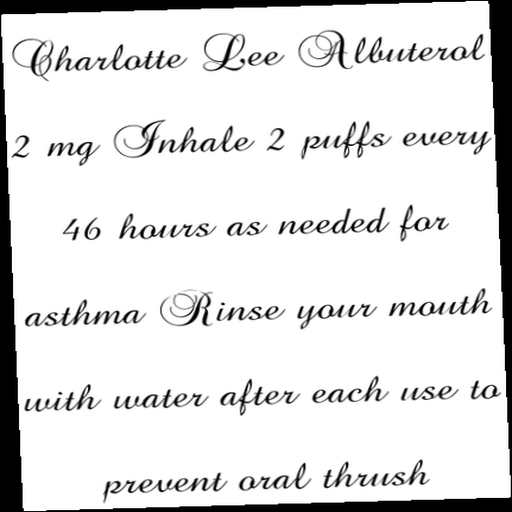 Charlotte Lee Albuterol
2 mg Inhale 2 puffs every
46 hours as needed for
asthma Rinse your mouth
with water after each use to
prevent oral thrush